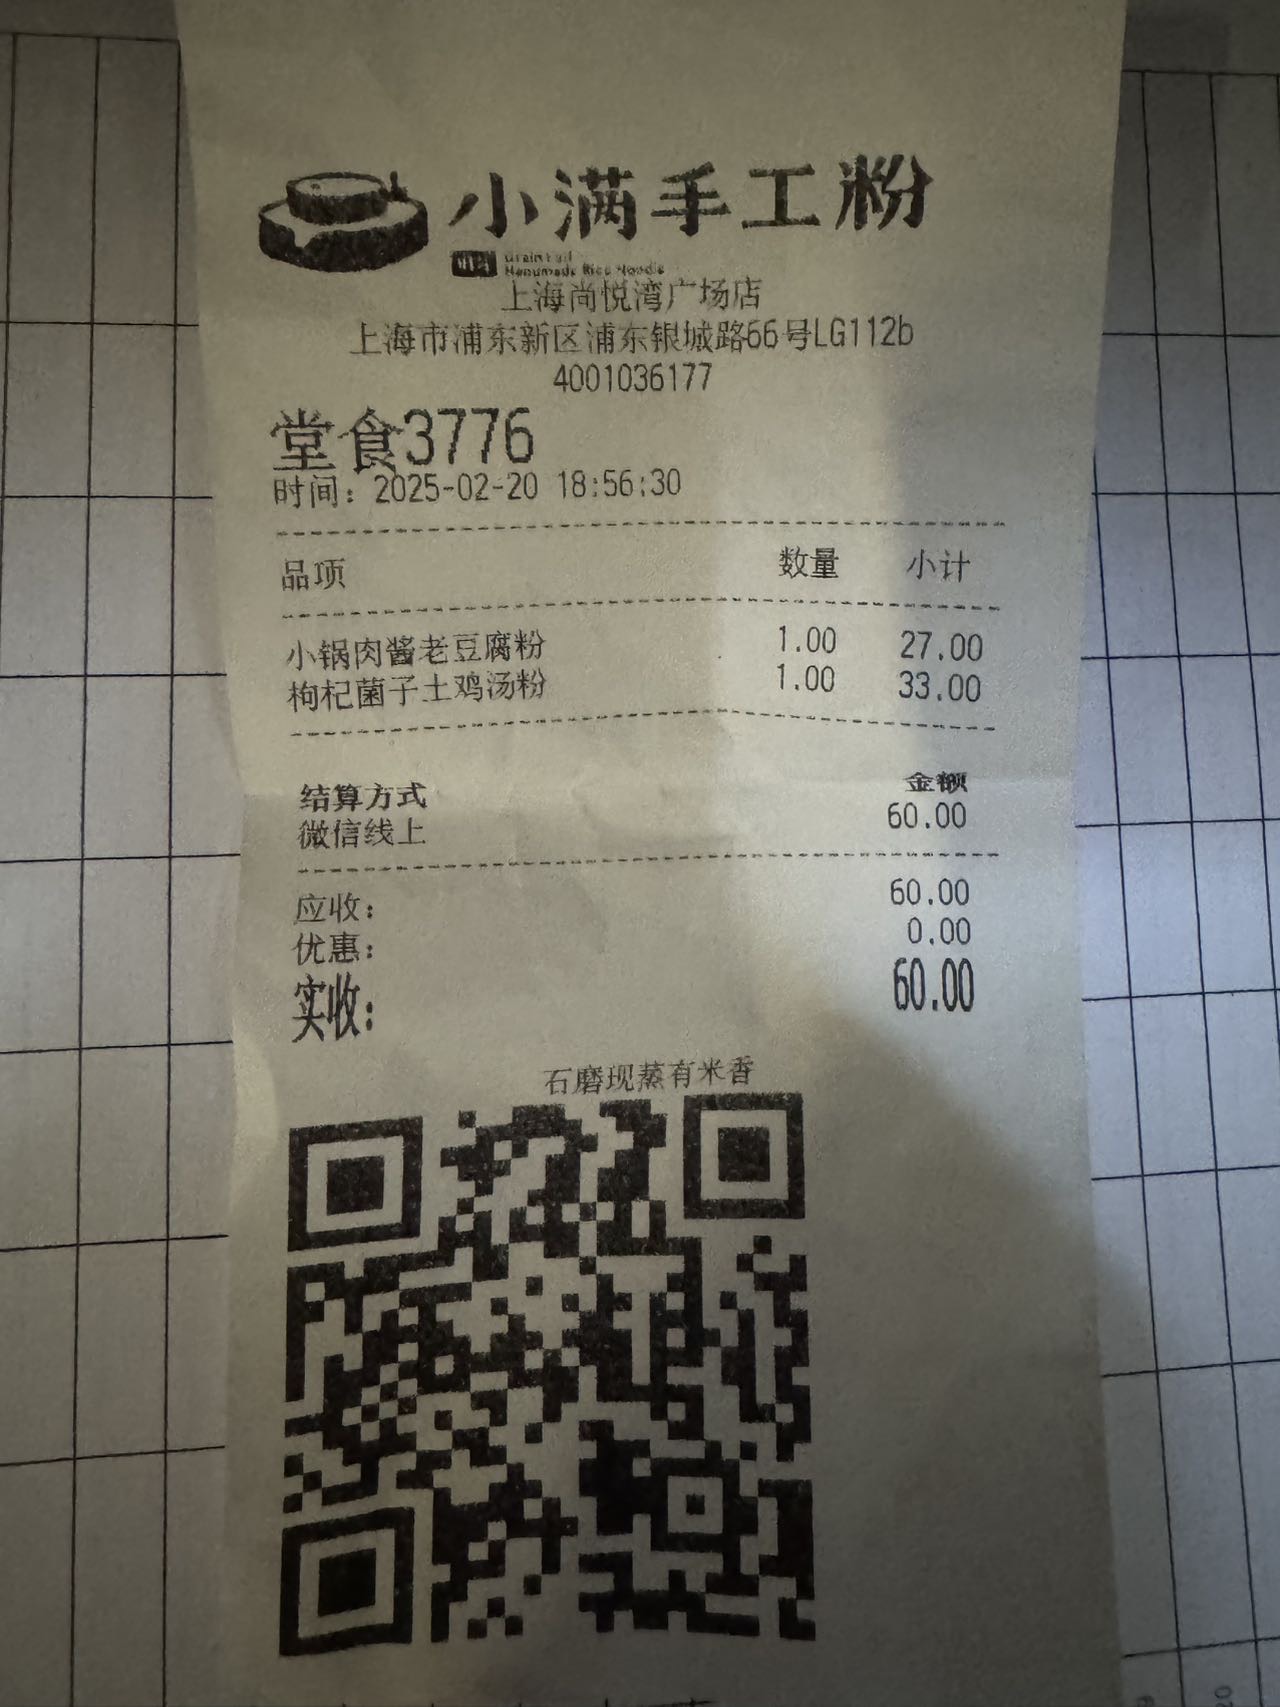 小满手工粉
Grain Full
Handmade Rice Noodle
上海尚悦湾广场店
上海市浦东新区浦东银城路66号LG112b
4001036177
堂食3776
时间：2025-02-20 18:56:30
品项 数量 小计
小锅肉酱老豆腐粉 1.00 27.00
枸杞菌子土鸡汤粉 1.00 33.00
结算方式 金额
微信线上 60.00
应收： 60.00
优惠： 0.00
实收： 60.00
石磨现蒸有米香
20